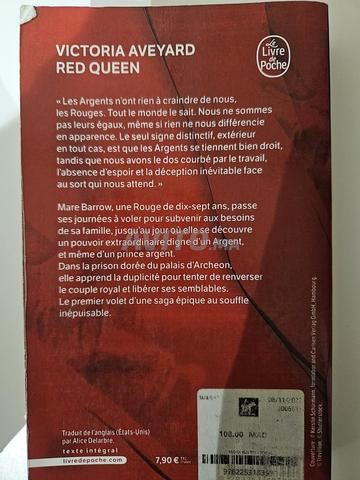 VICTORIA AVEYARD
RED QUEEN
Le
Livre
de
Poche
« Les Argents n'ont rien à craindre de nous,
les Rouges. Tout le monde le sait. Nous ne sommes
pas leurs égaux, même si rien ne nous différencie
en apparence. Le seul signe distinctif, extérieur
en tout cas, est que les Argents se tiennent bien droit,
tandis que nous avons le dos courbé par le travail,
l'absence d'espoir et la déception inévitable face
au sort qui nous attend. »
Mare Barrow, une Rouge de dix-sept ans, passe
ses journées à voler pour subvenir aux besoins
de sa famille, jusqu'au jour où elle se découvre
un pouvoir extraordinaire digne d'un Argent,
et même d'un prince argent.
Dans la prison dorée du palais d'Archeon,
elle apprend la duplicité pour tenter de renverser
le couple royal et libérer ses semblables.
Le premier volet d'une saga épique au souffle
inépuisable.
Traduit de l'anglais (États-Unis)
par Alice Delarbre.
texte intégral
livredepoche.com
7,90 € TTC
108.00 MAD